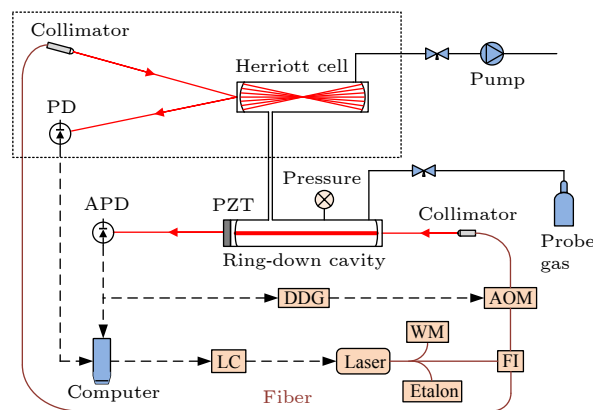 Collimator
Herriott cell
Pump
PD
Pressure
APD
PZT
Collimator
Probe
gas
Ring-down cavity
DDG
AOM
WM
LC
Laser
FI
Etalon
Computer
Fiber